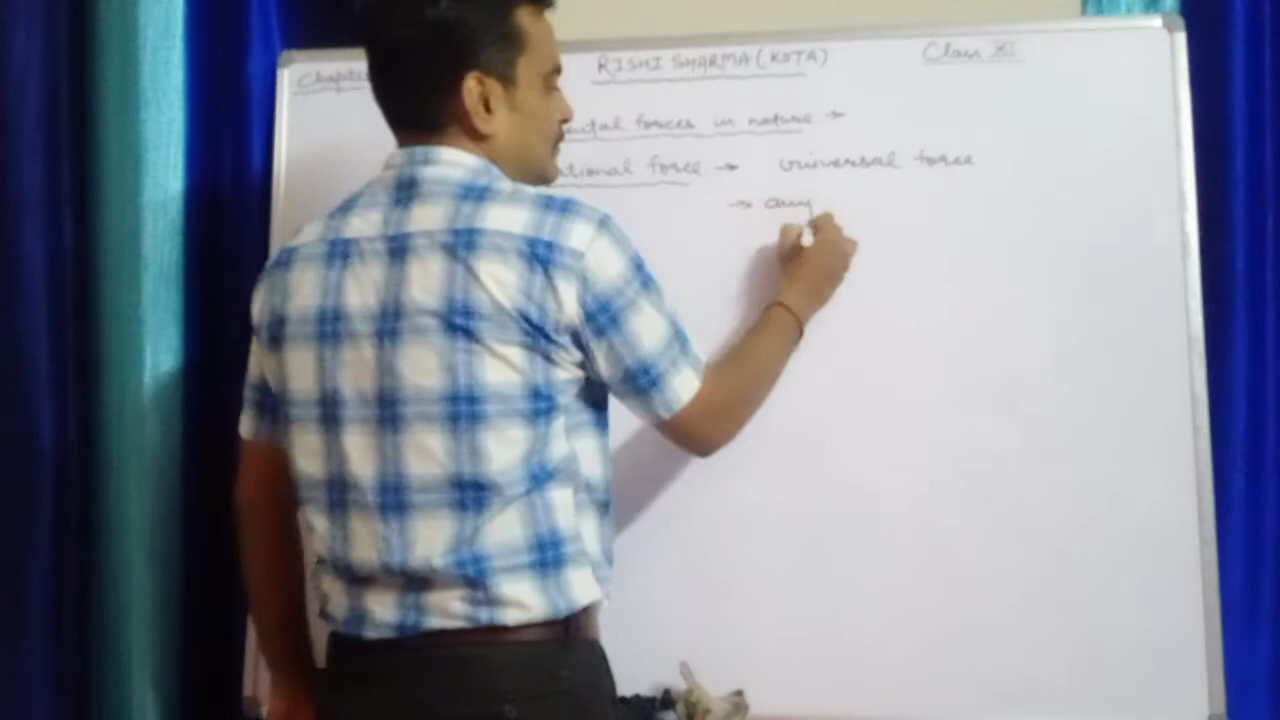 RISHI SHARMA (KOTA) Class XI
forces in nature →
force → Universal force
→ any